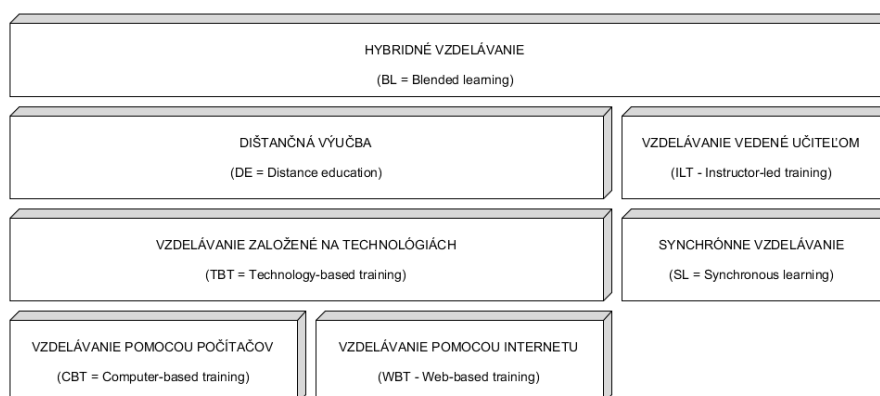 HYBRIDNÉ VZDELÁVANIE
(BL = Blended learning)
DIŠTANČNÁ VÝUČBA
(DE = Distance education)
VZDELÁVANIE VEDENÉ UČITEĽOM
(ILT - Instructor-led training)
VZDELÁVANIE ZALOŽENÉ NA TECHNOLÓGIÁCH
(TBT = Technology-based training)
SYNCHRÓNNE VZDELÁVANIE
(SL = Synchronous learning)
VZDELÁVANIE POMOCOU POČÍTAČOV
(CBT = Computer-based training)
VZDELÁVANIE POMOCOU INTERNETU
(WBT - Web-based training)